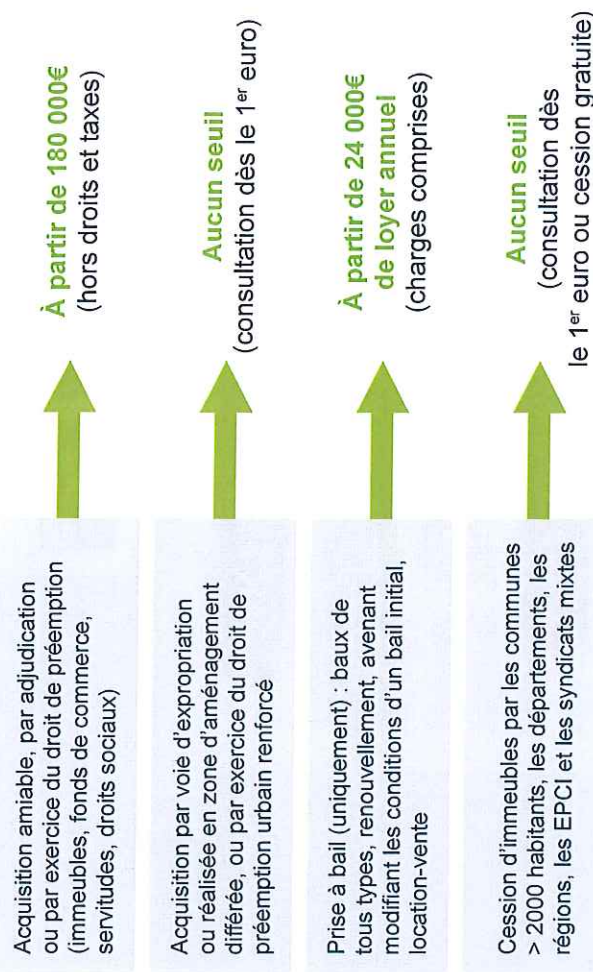 Acquisition amiable, par adjudication
ou par exercice du droit de préemption
(immeubles, fonds de commerce,
servitudes, droits sociaux)
À partir de 180 000€
(hors droits et taxes)
Acquisition par voie d'expropriation
ou réalisée en zone d'aménagement
différée, ou par exercice du droit de
préemption urbain renforcé
Aucun seuil
(consultation dès le 1er euro)
Prise à bail (uniquement) : baux de
tous types, renouvellement, avenant
modifiant les conditions d'un bail initial,
location-vente
À partir de 24 000€
de loyer annuel
(charges comprises)
Cession d'immeubles par les communes
> 2000 habitants, les départements, les
régions, les EPCI et les syndicats mixtes
Aucun seuil
(consultation dès
le 1er euro ou cession gratuite)